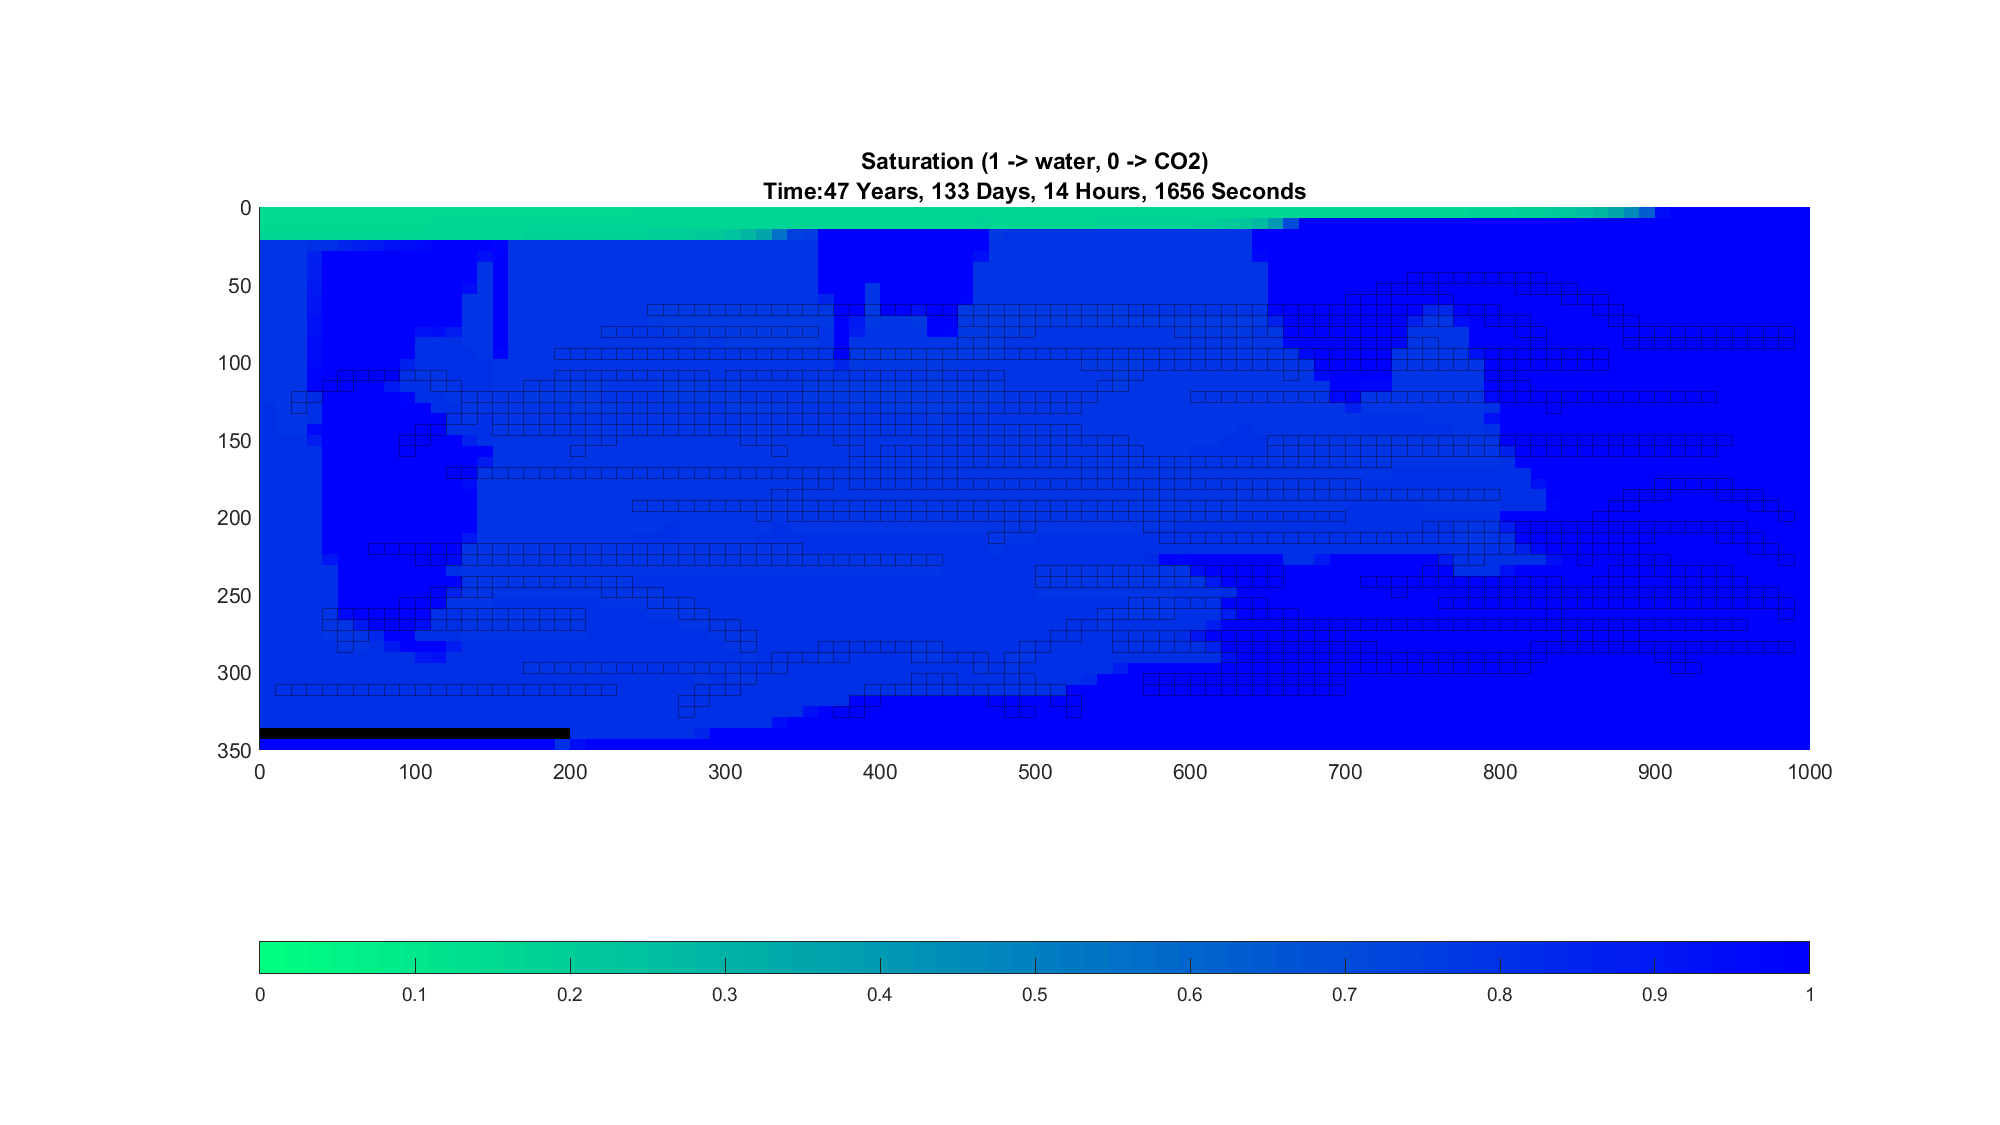 Saturation (1 -> water, 0 -> CO2)
Time:47 Years, 133 Days, 14 Hours, 1656 Seconds
0
50
100
150
200
250
300
350
0 100 200 300 400 500 600 700 800 900 1000
0 0.1 0.2 0.3 0.4 0.5 0.6 0.7 0.8 0.9 1